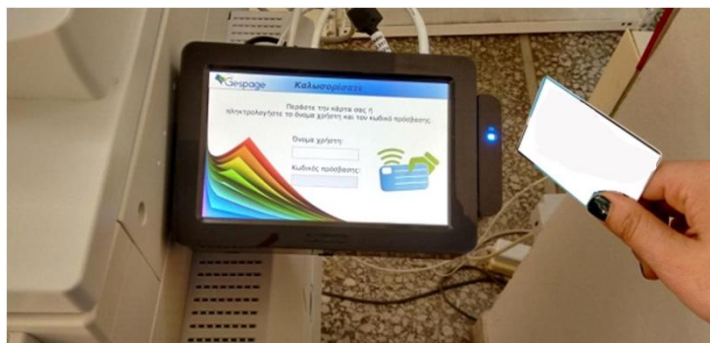 Gespage
Καλωσορίσατε
Περάστε την κάρτα σας ή
πληκτρολογήστε το όνομα χρήστη και τον κωδικό πρόσβασης.
Όνομα χρήστη:
Κωδικός πρόσβασης: